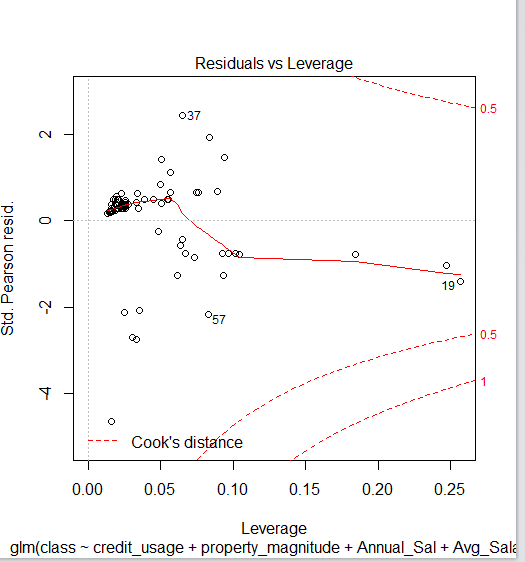 Residuals vs Leverage
Std. Pearson resid.
2
0
-2
-4
37
57
19
0.5
0.5
1
Cook's distance
0.00 0.05 0.10 0.15 0.20 0.25
Leverage
glm(class ~ credit_usage + property_magnitude + Annual_Sal + Avg_Sala